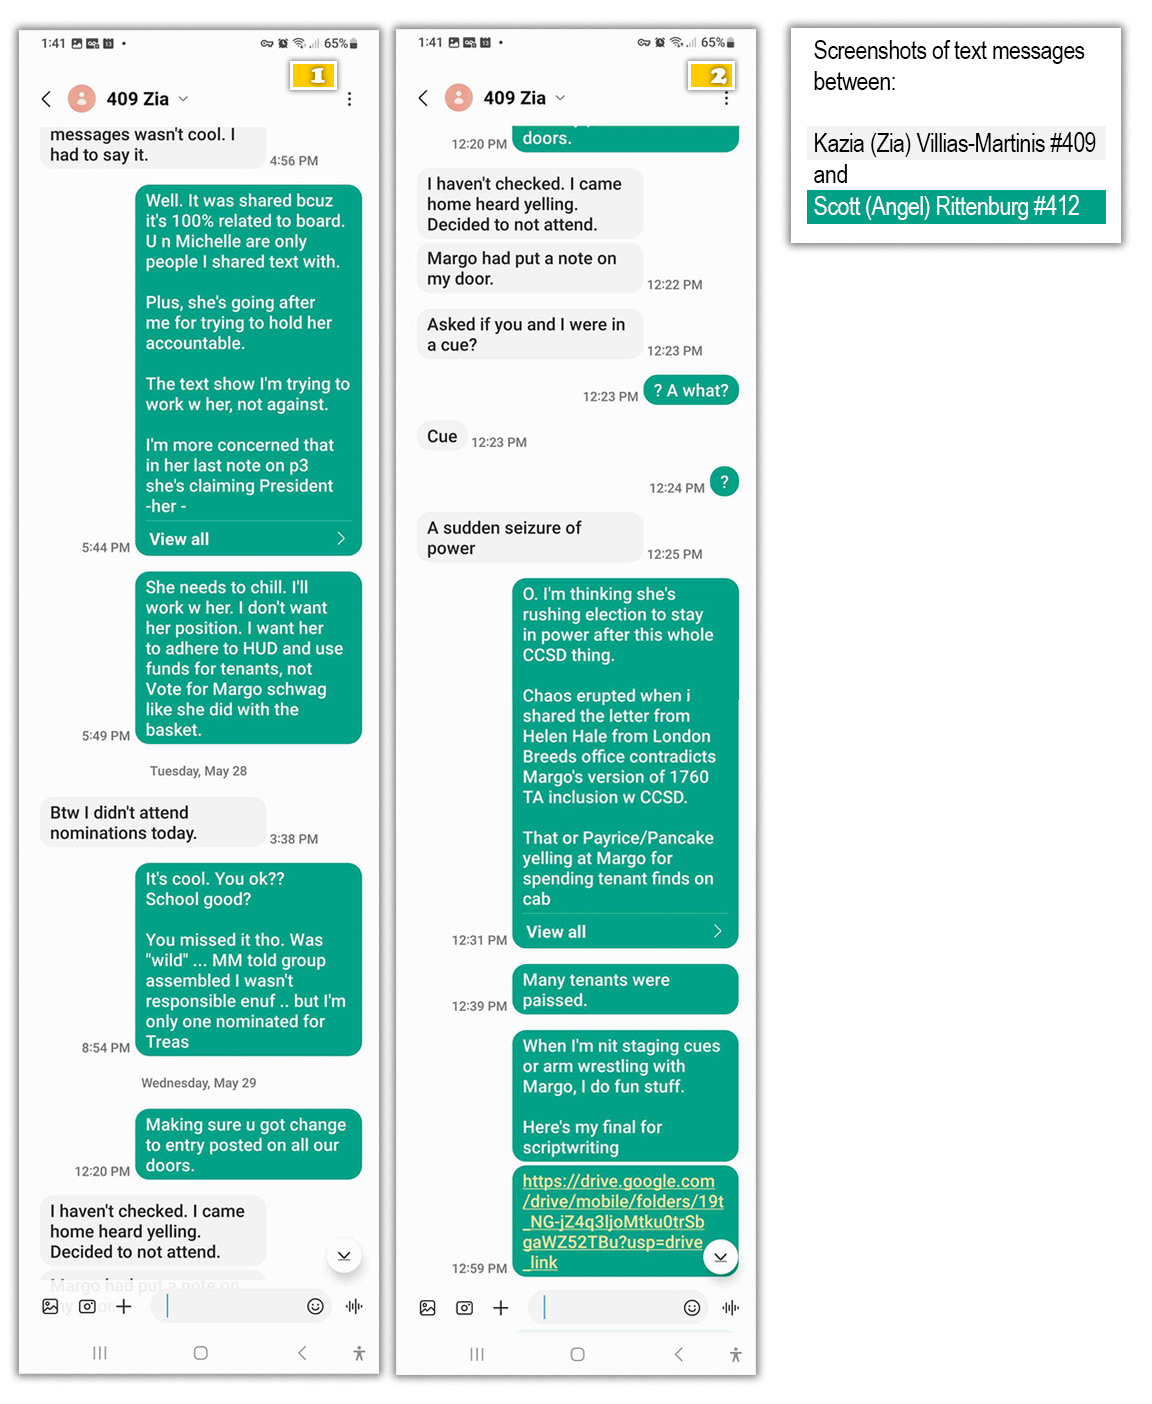 1:41
65%
1
409 Zia
messages wasn't cool. I
had to say it.
4:56 PM
Well. It was shared bcuz
it's 100% related to board.
U n Michelle are only
people I shared text with.
Plus, she's going after
me for trying to hold her
accountable.
The text show I'm trying to
work w her, not against.
I'm more concerned that
in her last note on p3
she's claiming President
-her -
View all
5:44 PM
She needs to chill. I'll
work w her. I don't want
her position. I want her
to adhere to HUD and use
funds for tenants, not
Vote for Margo schwag
like she did with the
basket.
5:49 PM
Tuesday, May 28
Btw I didn't attend
nominations today.
3:38 PM
It's cool. You ok??
School good?
You missed it tho. Was
"wild" ... MM told group
assembled I wasn't
responsible enuf .. but I'm
only one nominated for
Treas
8:54 PM
Wednesday, May 29
Making sure u got change
to entry posted on all our
doors.
12:20 PM
I haven't checked. I came
home heard yelling.
Decided to not attend.
Margo had put a note on
my door
1:41
65%
2
409 Zia
doors.
12:20 PM
I haven't checked. I came
home heard yelling.
Decided to not attend.
Margo had put a note on
my door.
12:22 PM
Asked if you and I were in
a cue?
12:23 PM
? A what?
12:23 PM
Cue
12:23 PM
?
12:24 PM
A sudden seizure of
power
12:25 PM
O. I'm thinking she's
rushing election to stay
in power after this whole
CCSD thing.
Chaos erupted when i
shared the letter from
Helen Hale from London
Breeds office contradicts
Margo's version of 1760
TA inclusion w CCSD.
That or Payrice/Pancake
yelling at Margo for
spending tenant finds on
cab
View all
12:31 PM
Many tenants were
paissed.
12:39 PM
When I'm nit staging cues
or arm wrestling with
Margo, I do fun stuff.
Here's my final for
scriptwriting
https://drive.google.com
/drive/mobile/folders/19t
_NG-jZ4q3ljoMtku0trSb
gaWZ52TBu?usp=drive
_link
12:59 PM
Screenshots of text messages
between:
Kazia (Zia) Villias-Martinis #409
and
Scott (Angel) Rittenburg #412